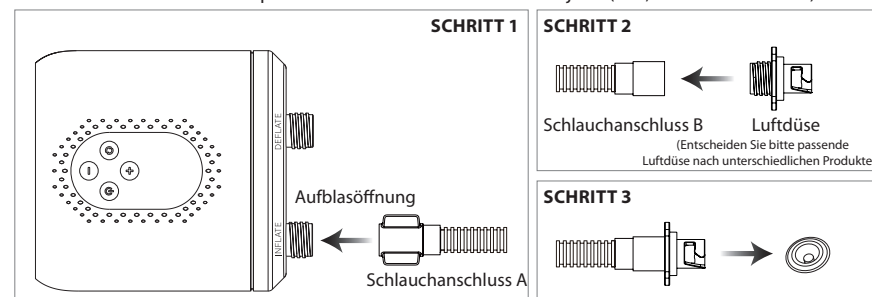 SCHRITT 1
DEFLATE
Aufblasöffnung
INFLATE
Schlauchanschluss A
SCHRITT 2
Schlauchanschluss B
Luftdüse
(Entscheiden Sie bitte passende
Luftdüse nach unterschiedlichen Produkte
SCHRITT 3